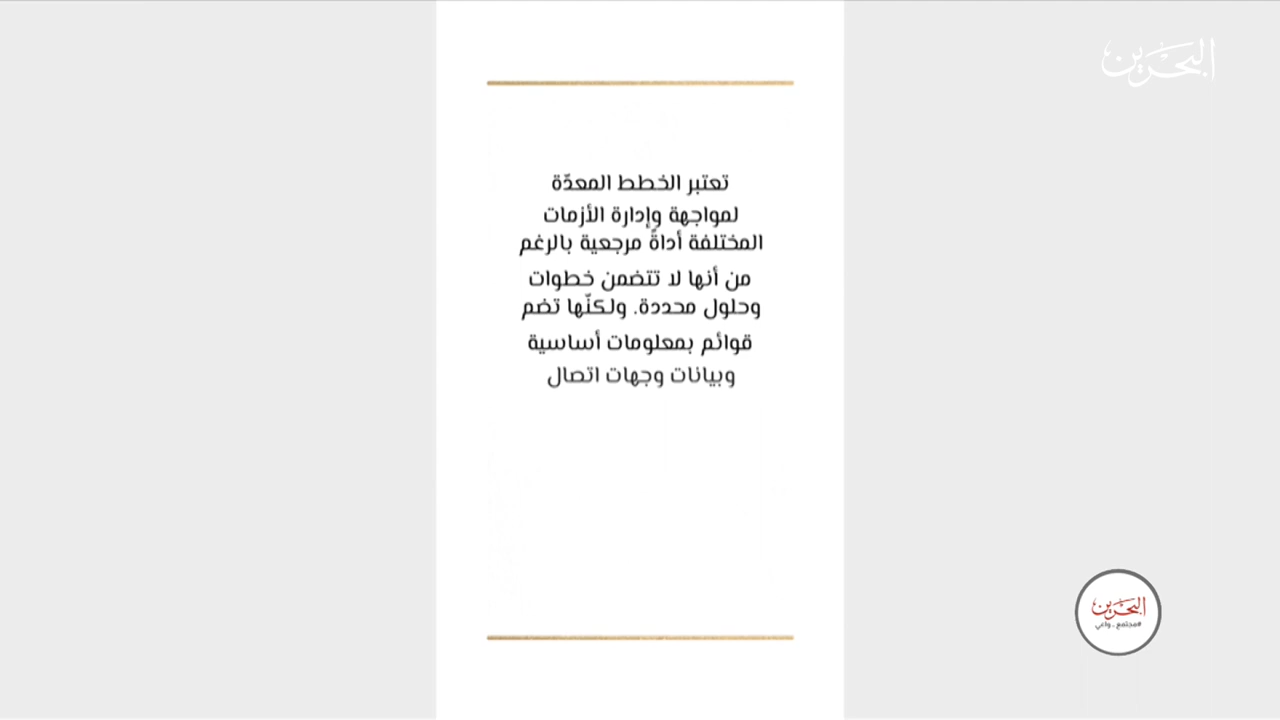 البحرين
تعتبر الخطط المعدّة
لمواجهة وإدارة الأزمات
المختلفة أداةً مرجعية بالرغم
من أنها لا تتضمن خطوات
وحلول محددة. ولكنّها تضم
قوائم بمعلومات أساسية
وبيانات وجهات اتصال
البحرين
#مجتمع_واعي